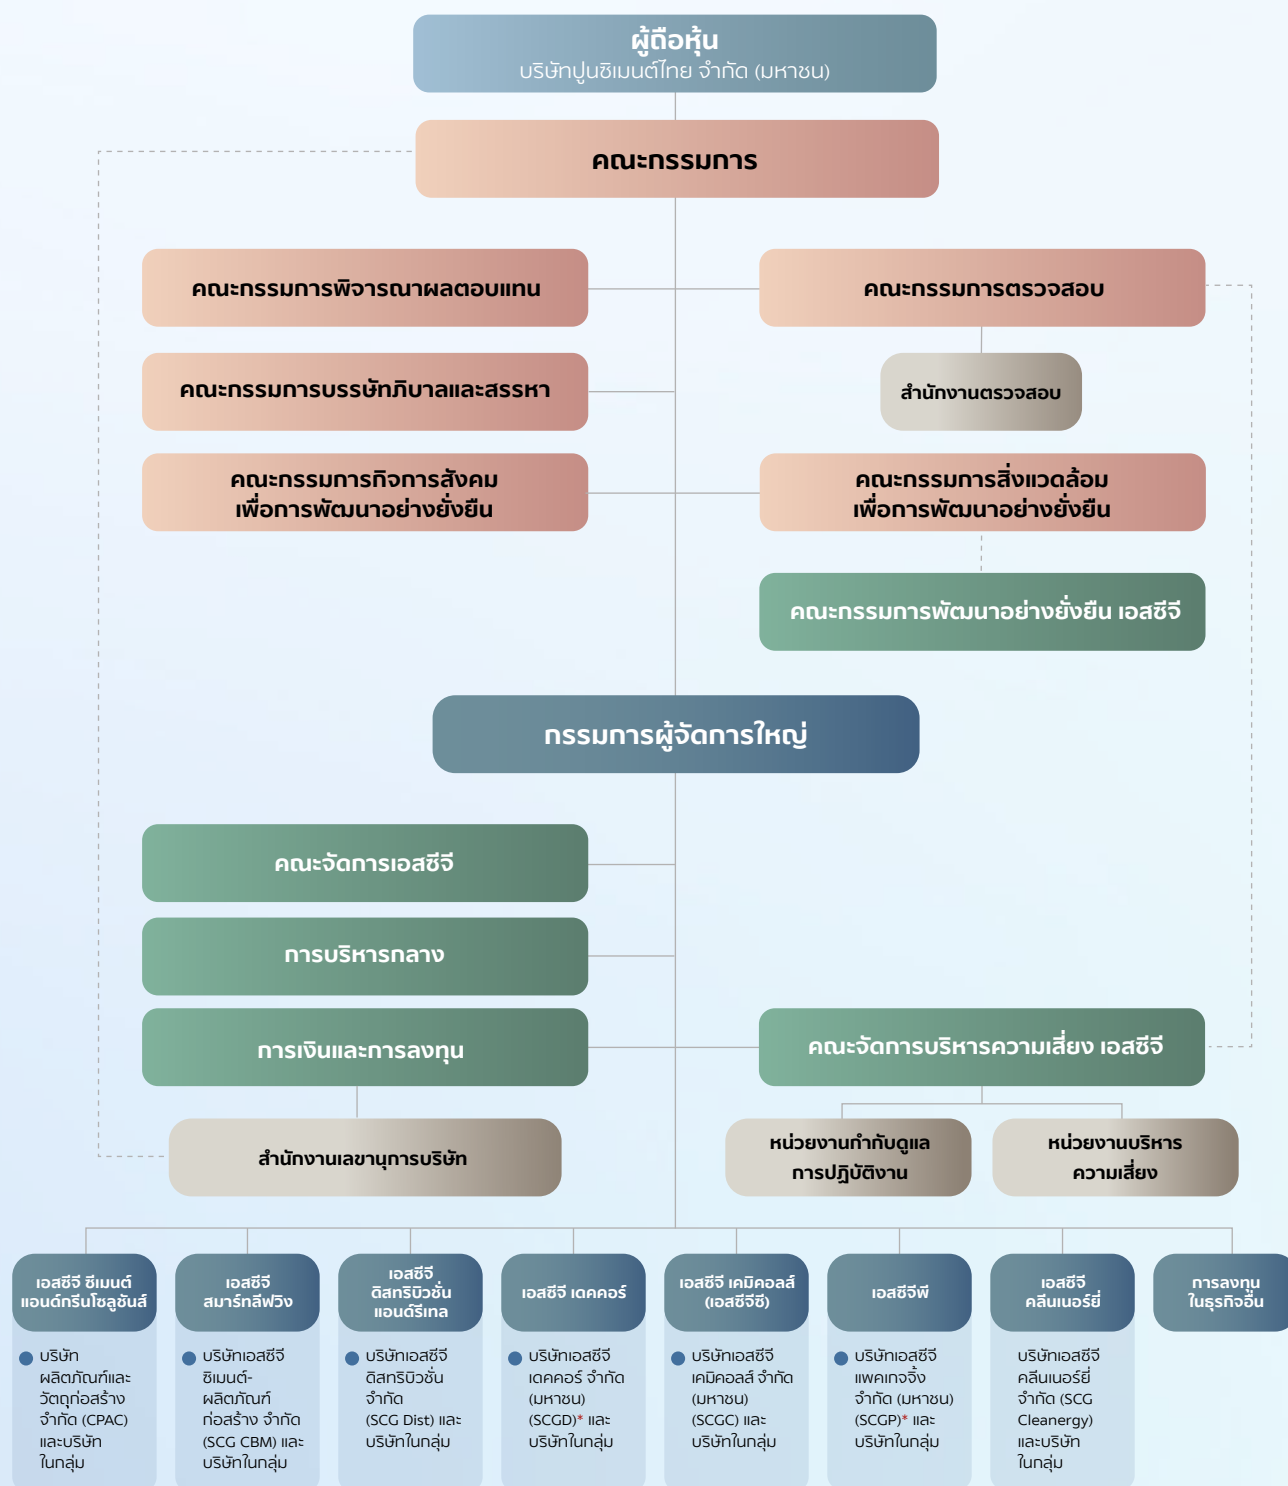 ผู้ถือหุ้น
บริษัทปูนซิเมนต์ไทย จำกัด (มหาชน)
คณะกรรมการ
คณะกรรมการพิจารณาผลตอบแทน
คณะกรรมการตรวจสอบ
คณะกรรมการบรรษัทภิบาลและสรรหา
สำนักงานตรวจสอบ
คณะกรรมการกิจการสังคม
เพื่อการพัฒนาอย่างยั่งยืน
คณะกรรมการสิ่งแวดล้อม
เพื่อการพัฒนาอย่างยั่งยืน
คณะกรรมการพัฒนาอย่างยั่งยืน เอสซีจี
กรรมการผู้จัดการใหญ่
คณะจัดการเอสซีจี
การบริหารกลาง
การเงินและการลงทุน
คณะจัดการบริหารความเสี่ยง เอสซีจี
สำนักงานเลขานุการบริษัท
หน่วยงานกำกับดูแล
การปฏิบัติงาน
หน่วยงานบริหาร
ความเสี่ยง
เอสซีจี ซีเมนต์
แอนด์กรีนโซลูชันส์
เอสซีจี
สมาร์ทลีฟวิง
เอสซีจี
ดิสทริบิวชั่น
แอนด์รีเทล
เอสซีจี เดคคอร์
เอสซีจี เคมิคอลส์
(เอสซีจีซี)
เอสซีจีพี
เอสซีจี
คลีนเนอร์ยี่
การลงทุน
ในธุรกิจอื่น
บริษัท
ผลิตภัณฑ์และ
วัตถุก่อสร้าง
จำกัด (CPAC)
และบริษัท
ในกลุ่ม
บริษัทเอสซีจี
ซิเมนต์-
ผลิตภัณฑ์
ก่อสร้าง จำกัด
(SCG CBM) และ
บริษัทในกลุ่ม
บริษัทเอสซีจี
ดิสทริบิวชั่น
จำกัด
(SCG Dist) และ
บริษัทในกลุ่ม
บริษัทเอสซีจี
เดคคอร์ จำกัด
(มหาชน)
(SCGD)* และ
บริษัทในกลุ่ม
บริษัทเอสซีจี
เคมิคอลส์ จำกัด
(มหาชน)
(SCGC) และ
บริษัทในกลุ่ม
บริษัทเอสซีจี
แพคเกจจิ้ง
จำกัด (มหาชน)
(SCGP)* และ
บริษัทในกลุ่ม
บริษัทเอสซีจี
คลีนเนอร์ยี่
จำกัด (SCG
Cleanergy)
และบริษัท
ในกลุ่ม